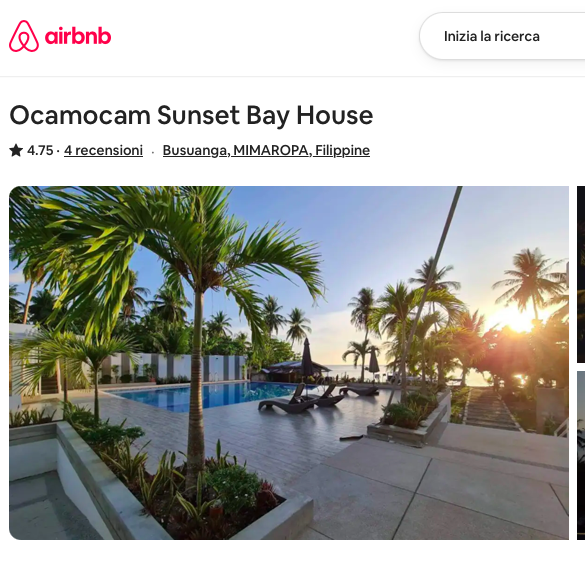 airbnb
Inizia la ricerca
Ocamocam Sunset Bay House
4.75 · 4 recensioni · Busuanga, MIMAROPA, Filippine